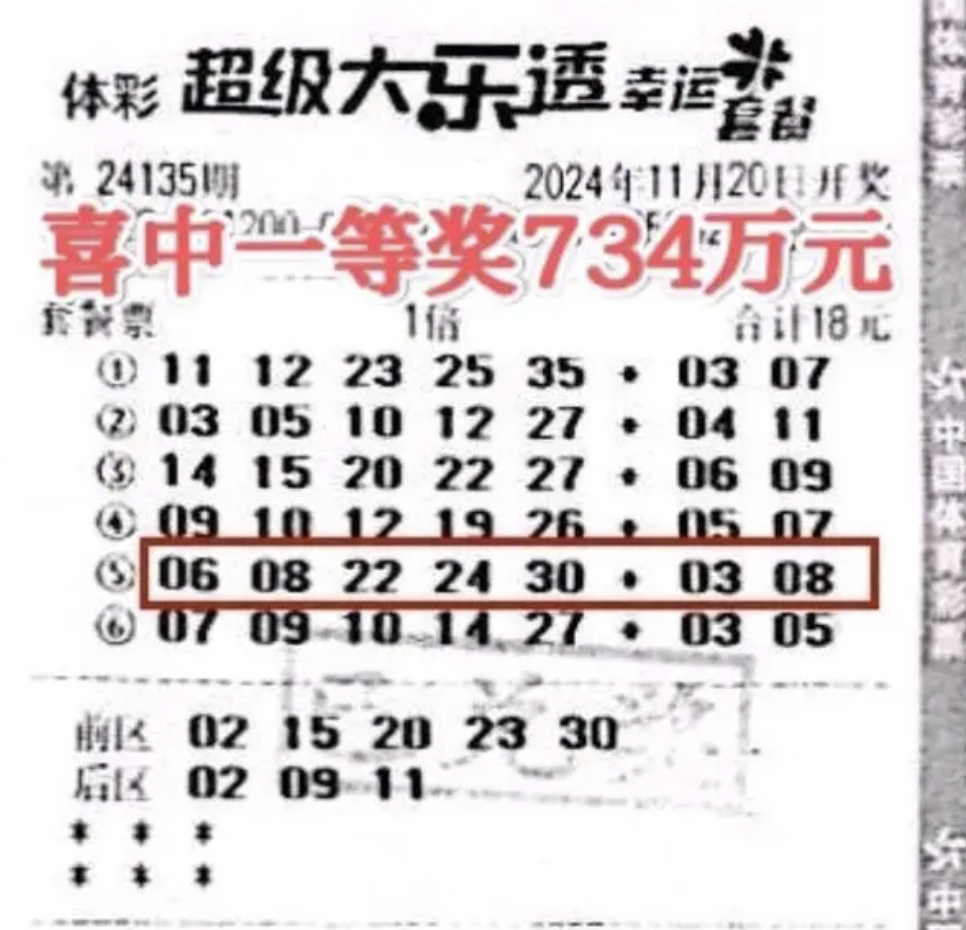 体彩 超级大乐透 幸运套餐
第 24135期 2024年11月20日开奖
喜中一等奖734万元
套餐票 1倍 合计18元
① 11 12 23 25 35 + 03 07
② 03 05 10 12 27 + 04 11
③ 14 15 20 22 27 + 06 09
④ 09 10 12 19 26 + 05 07
⑤ 06 08 22 24 30 + 03 08
⑥ 07 09 10 14 27 + 03 05
前区 02 15 20 23 30
后区 02 09 11
* * *
* * *
中国体育彩票
中